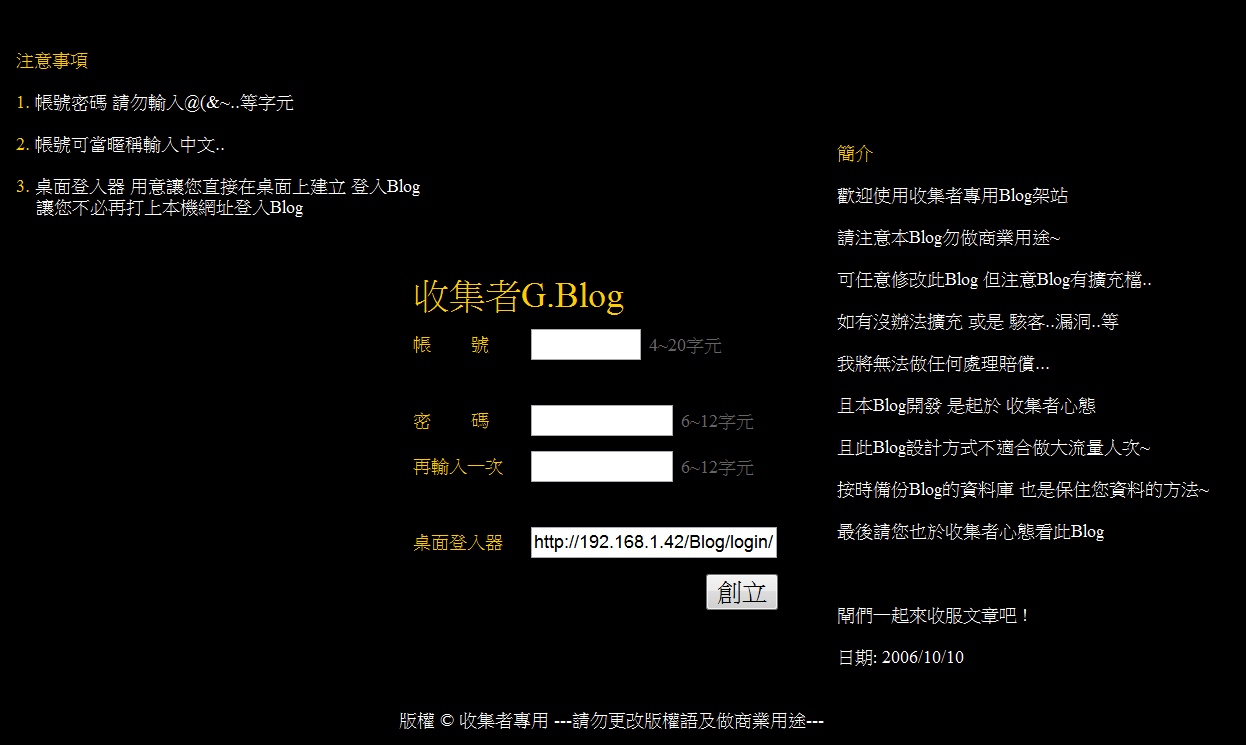 注意事項
1. 帳號密碼 請勿輸入@(&~..等字元
2. 帳號可當暱稱輸入中文..
3. 桌面登入器 用意讓您直接在桌面上建立 登入Blog
讓您不必再打上本機網址登入Blog
收集者G.Blog
帳 號 4~20字元
密 碼 6~12字元
再輸入一次 6~12字元
桌面登入器 http://192.168.1.42/Blog/login/
創立
簡介
歡迎使用收集者專用Blog架站
請注意本Blog勿做商業用途~
可任意修改此Blog 但注意Blog有擴充檔..
如有沒辦法擴充 或是 駭客..漏洞..等
我將無法做任何處理賠償...
且本Blog開發 是起於 收集者心態
且此Blog設計方式不適合做大流量人次~
按時備份Blog的資料庫 也是保住您資料的方法~
最後請您也於收集者心態看此Blog
閘們一起來收服文章吧！
日期: 2006/10/10
版權 © 收集者專用 ---請勿更改版權語及做商業用途---